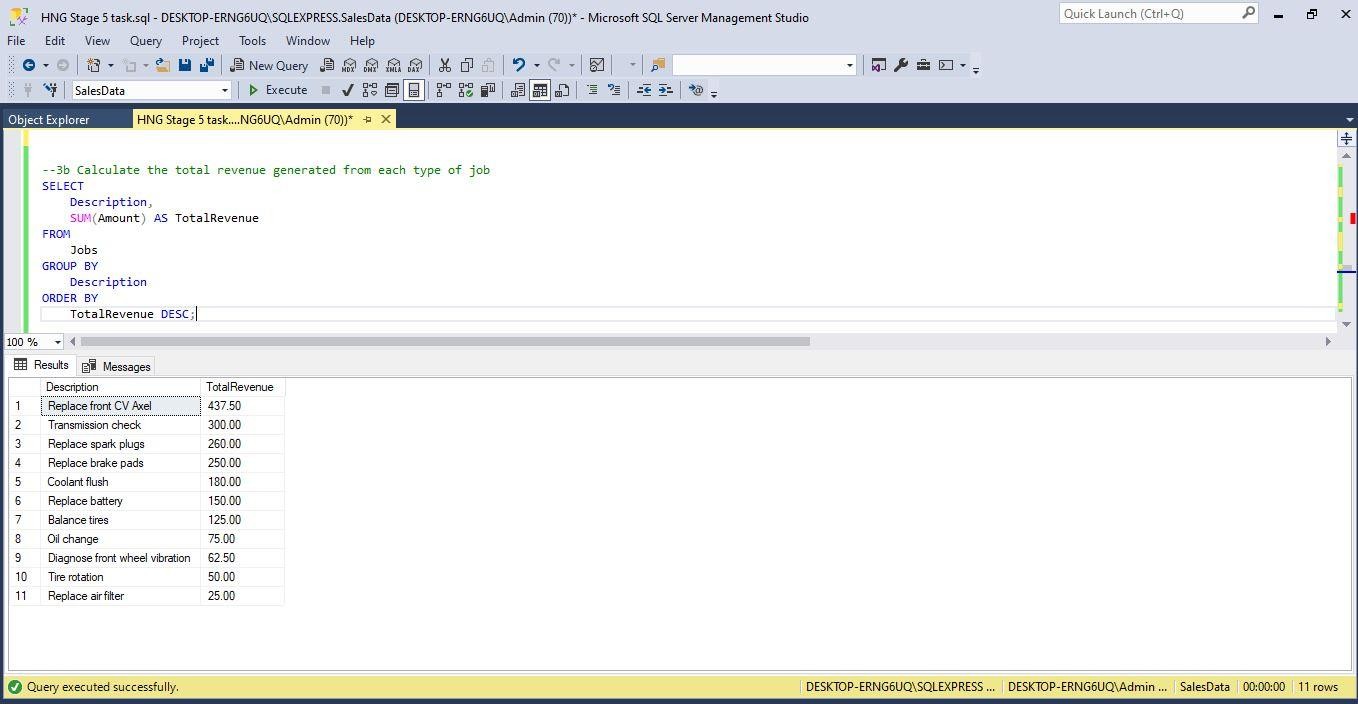 HNG Stage 5 task.sql - DESKTOP-ERNG6UQ\SQLEXPRESS.SalesData (DESKTOP-ERNG6UQ\Admin (70))* - Microsoft SQL Server Management Studio
Quick Launch (Ctrl+Q)
File Edit View Query Project Tools Window Help
New Query MDX DMX XMLA DAX
SalesData Execute
Object Explorer HNG Stage 5 task....NG6UQ\Admin (70))*
--3b Calculate the total revenue generated from each type of job
SELECT
Description,
SUM(Amount) AS TotalRevenue
FROM
Jobs
GROUP BY
Description
ORDER BY
TotalRevenue DESC;
100 %
Results Messages
Description TotalRevenue
1 Replace front CV Axel 437.50
2 Transmission check 300.00
3 Replace spark plugs 260.00
4 Replace brake pads 250.00
5 Coolant flush 180.00
6 Replace battery 150.00
7 Balance tires 125.00
8 Oil change 75.00
9 Diagnose front wheel vibration 62.50
10 Tire rotation 50.00
11 Replace air filter 25.00
Query executed successfully. DESKTOP-ERNG6UQ\SQLEXPRESS ... DESKTOP-ERNG6UQ\Admin ... SalesData 00:00:00 11 rows